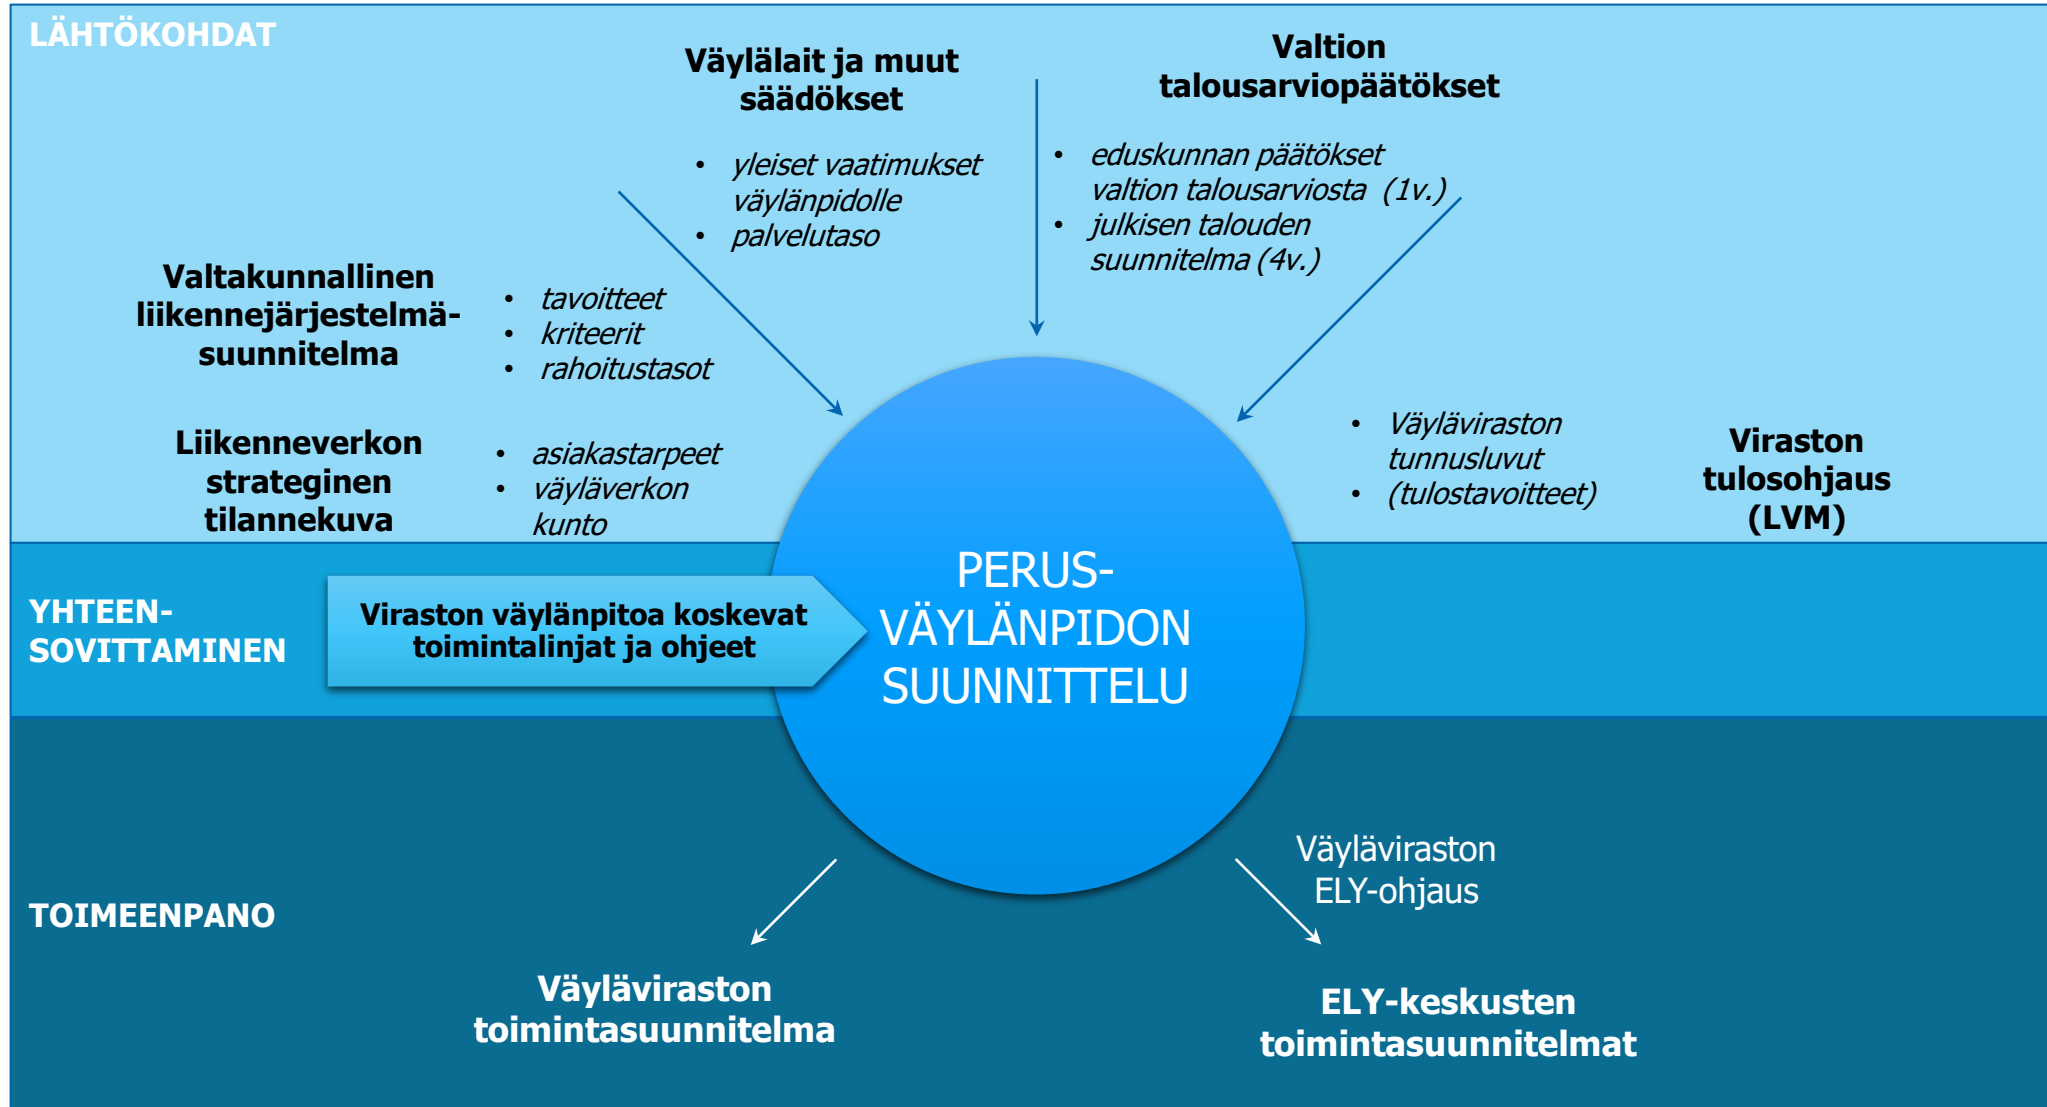 LÄHTÖKOHDAT
Väylälait ja muut
säädökset
• yleiset vaatimukset
väylänpidolle
• palvelutaso
Valtion
talousarviopäätökset
• eduskunnan päätökset
valtion talousarviosta (1v.)
• julkisen talouden
suunnitelma (4v.)
Valtakunnallinen
liikennejärjestelmä-
suunnitelma
• tavoitteet
• kriteerit
• rahoitustasot
Liikenneverkon
strateginen
tilannekuva
• asiakastarpeet
• väyläverkon
kunto
• Väyläviraston
tunnusluvut
• (tulostavoitteet)
Viraston
tulosohjaus
(LVM)
YHTEEN-
SOVITTAMINEN
Viraston väylänpitoa koskevat
toimintalinjat ja ohjeet
PERUS-
VÄYLÄNPIDON
SUUNNITTELU
TOIMEENPANO
Väyläviraston
ELY-ohjaus
Väyläviraston
toimintasuunnitelma
ELY-keskusten
toimintasuunnitelmat